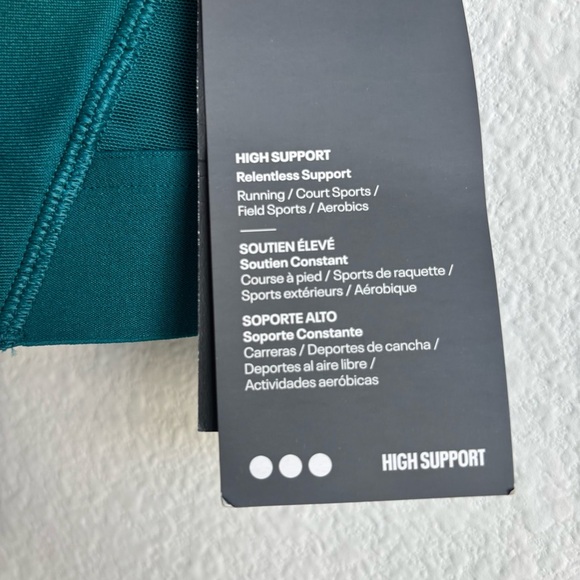 HIGH SUPPORT
Relentless Support
Running / Court Sports /
Field Sports / Aerobics
SOUTIEN ÉLEVÉ
Soutien Constant
Course à pied / Sports de raquette /
Sports extérieurs / Aérobique
SOPORTE ALTO
Soporte Constante
Carreras / Deportes de cancha /
Deportes al aire libre /
Actividades aeróbicas
HIGH SUPPORT